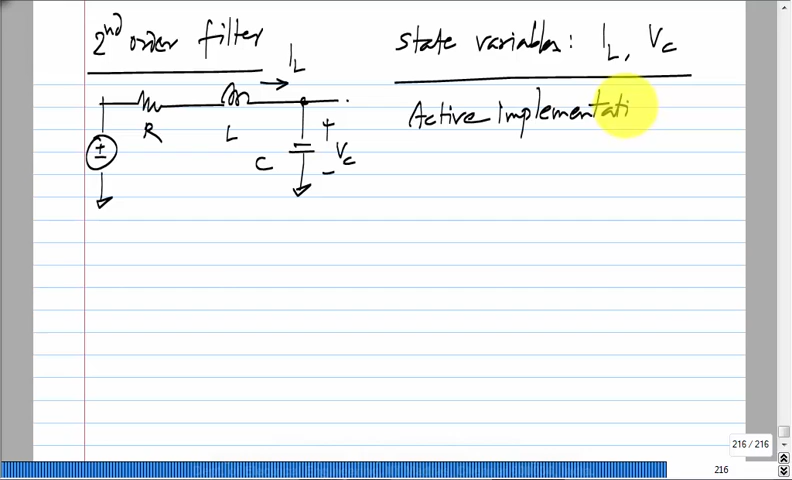 2nd order filter
state variables: IL, VC
IL
Active Implementati
±
R
L
C
+
VC
−
216 / 216
216